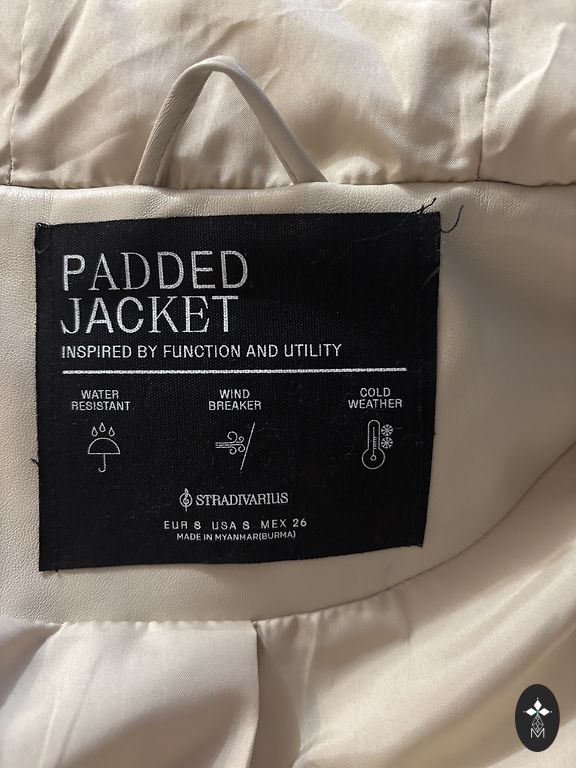 PADDED
JACKET
INSPIRED BY FUNCTION AND UTILITY
WATER
RESISTANT
WIND
BREAKER
COLD
WEATHER
STRADIVARIUS
EUR S USA S MEX 26
MADE IN MYANMAR(BURMA)
M